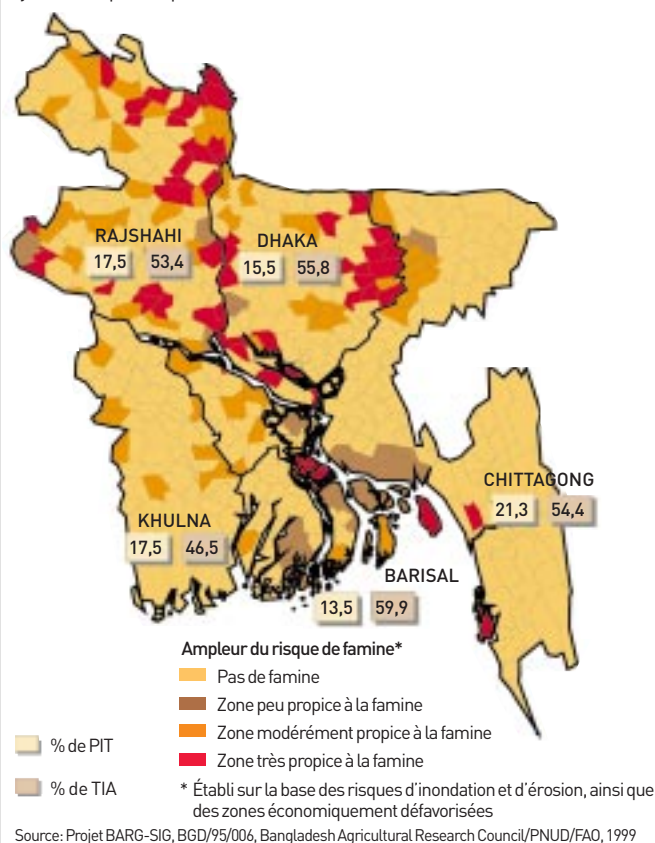 RAJSHAHI
17,5 53,4
DHAKA
15,5 55,8
CHITTAGONG
21,3 54,4
KHULNA
17,5 46,5
BARISAL
13,5 59,9
Ampleur du risque de famine*
Pas de famine
Zone peu propice à la famine
Zone modérément propice à la famine
Zone très propice à la famine
% de PIT
% de TIA
* Établi sur la base des risques d'inondation et d'érosion, ainsi que
des zones économiquement défavorisées
Source: Projet BARG-SIG, BGD/95/006, Bangladesh Agricultural Research Council/PNUD/FAO, 1999